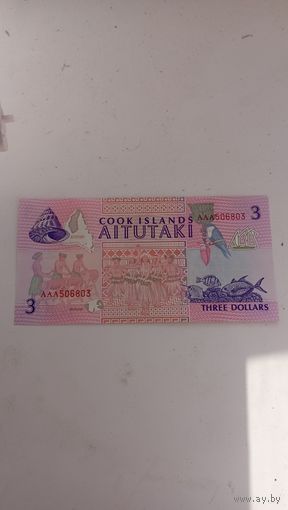 COOK ISLANDS
AITUTAKI
AAA506803
3
AAA506803
3
THREE DOLLARS
www.ay.by